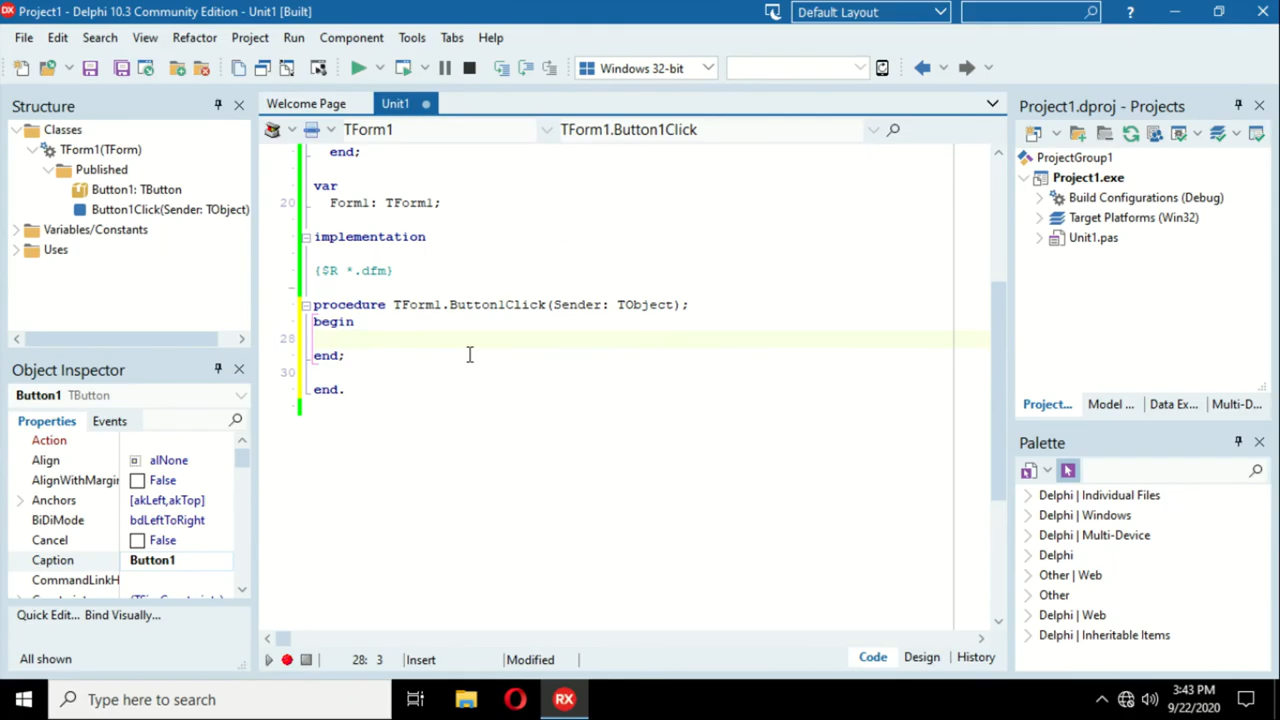 DX Project1 - Delphi 10.3 Community Edition - Unit1 [Built]
Default Layout
?
File Edit Search View Refactor Project Run Component Tools Tabs Help
Windows 32-bit
Structure
Classes
TForm1(TForm)
Published
Button1: TButton
Button1Click(Sender: TObject)
Variables/Constants
Uses
Object Inspector
Button1 TButton
Properties Events
Action
Align alNone
AlignWithMargin False
Anchors [akLeft,akTop]
BiDiMode bdLeftToRight
Cancel False
Caption Button1
CommandLinkH
Quick Edit... Bind Visually...
All shown
Welcome Page Unit1
TForm1 TForm1.Button1Click
end;
var
20 Form1: TForm1;
implementation
{$R *.dfm}
procedure TForm1.Button1Click(Sender: TObject);
begin
28
end;
30
end.
28: 3 Insert Modified Code Design History
Project1.dproj - Projects
ProjectGroup1
Project1.exe
Build Configurations (Debug)
Target Platforms (Win32)
Unit1.pas
Project... Model ... Data Ex... Multi-D...
Palette
Delphi | Individual Files
Delphi | Windows
Delphi | Multi-Device
Delphi
Other | Web
Other
Delphi | Web
Delphi | Inheritable Items
Type here to search
RX
3:43 PM
9/22/2020